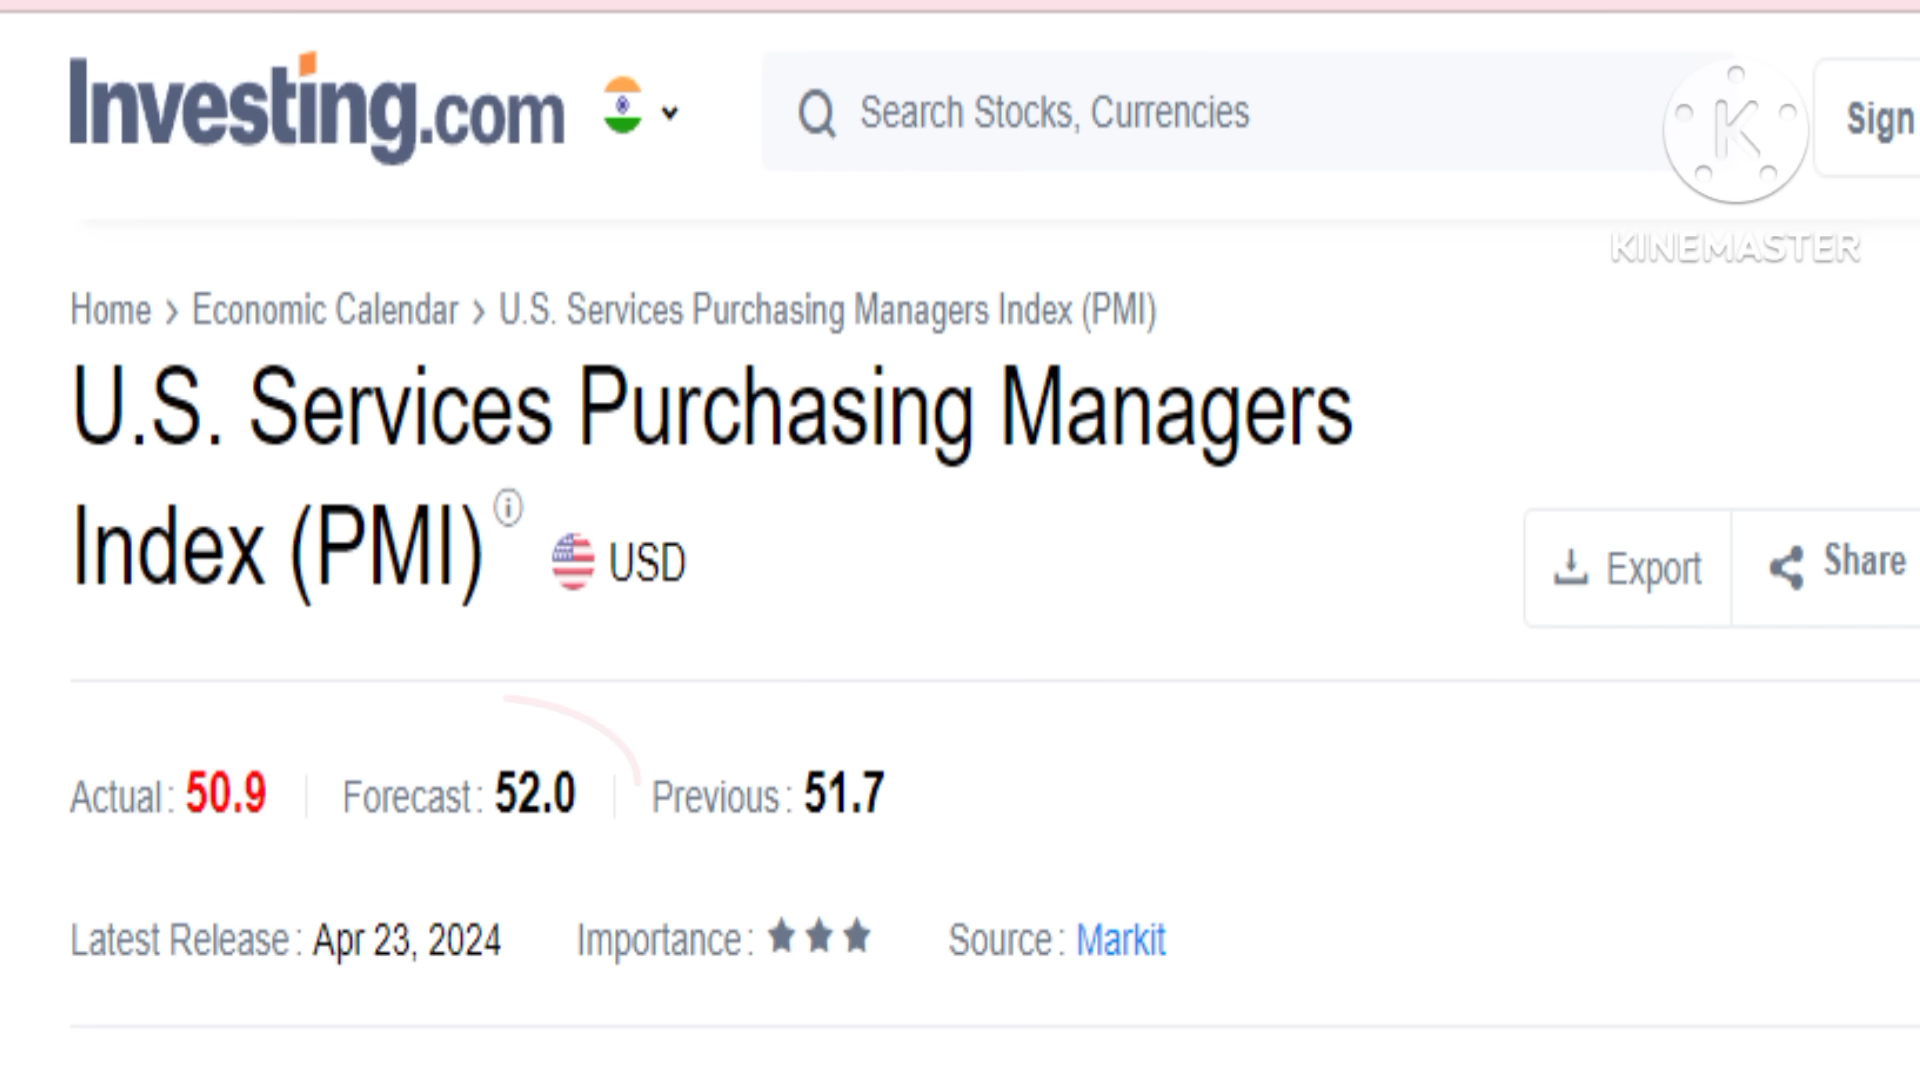 Investing.com
Search Stocks, Currencies
Sign
KINEMASTER
Home > Economic Calendar > U.S. Services Purchasing Managers Index (PMI)
U.S. Services Purchasing Managers
Index (PMI) USD
Export Share
Actual: 50.9 Forecast: 52.0 Previous: 51.7
Latest Release: Apr 23, 2024 Importance: Source: Markit